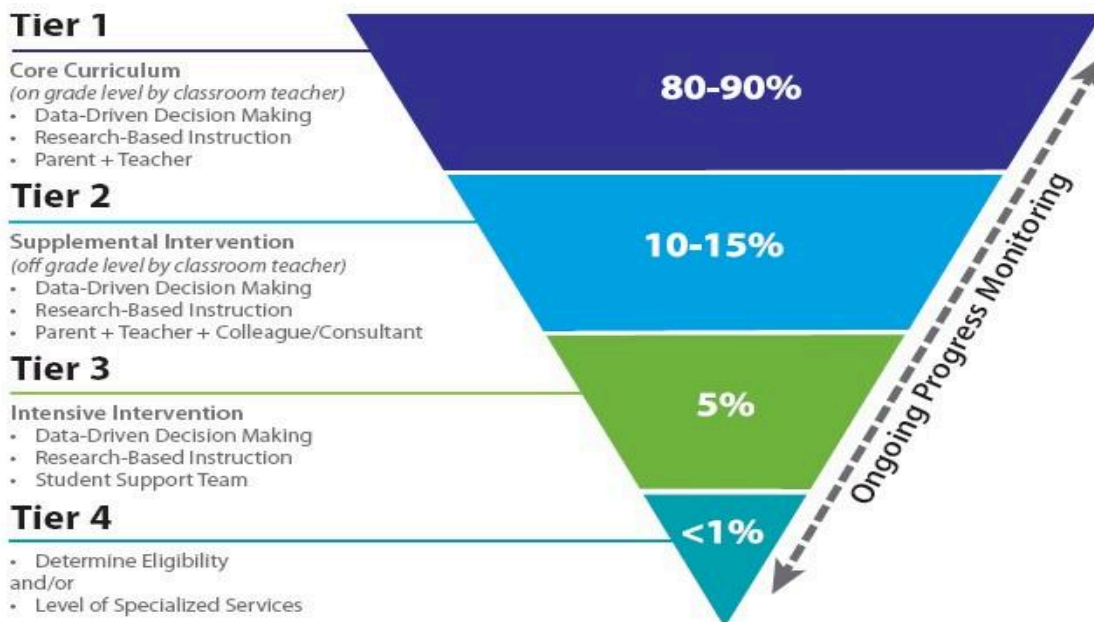 Tier 1
Core Curriculum
(on grade level by classroom teacher)
• Data-Driven Decision Making
• Research-Based Instruction
• Parent + Teacher
80-90%
Tier 2
Supplemental Intervention
(off grade level by classroom teacher)
• Data-Driven Decision Making
• Research-Based Instruction
• Parent + Teacher + Colleague/Consultant
10-15%
Tier 3
Intensive Intervention
• Data-Driven Decision Making
• Research-Based Instruction
• Student Support Team
5%
Tier 4
• Determine Eligibility
and/or
• Level of Specialized Services
<1%
Ongoing Progress Monitoring